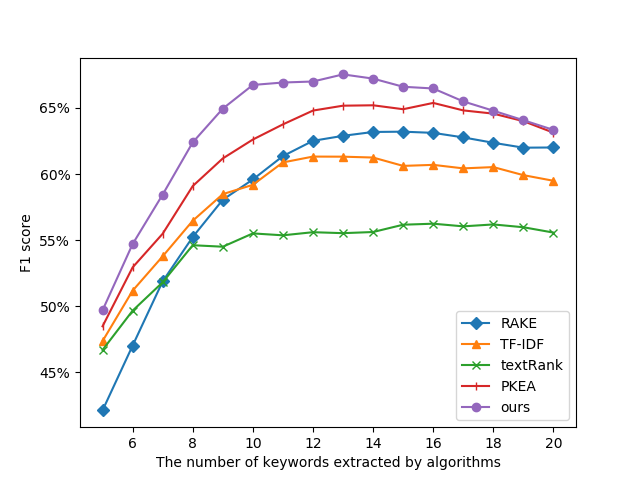 65%
60%
55%
50%
45%
F1 score
6 8 10 12 14 16 18 20
The number of keywords extracted by algorithms
RAKE
TF-IDF
textRank
PKEA
ours